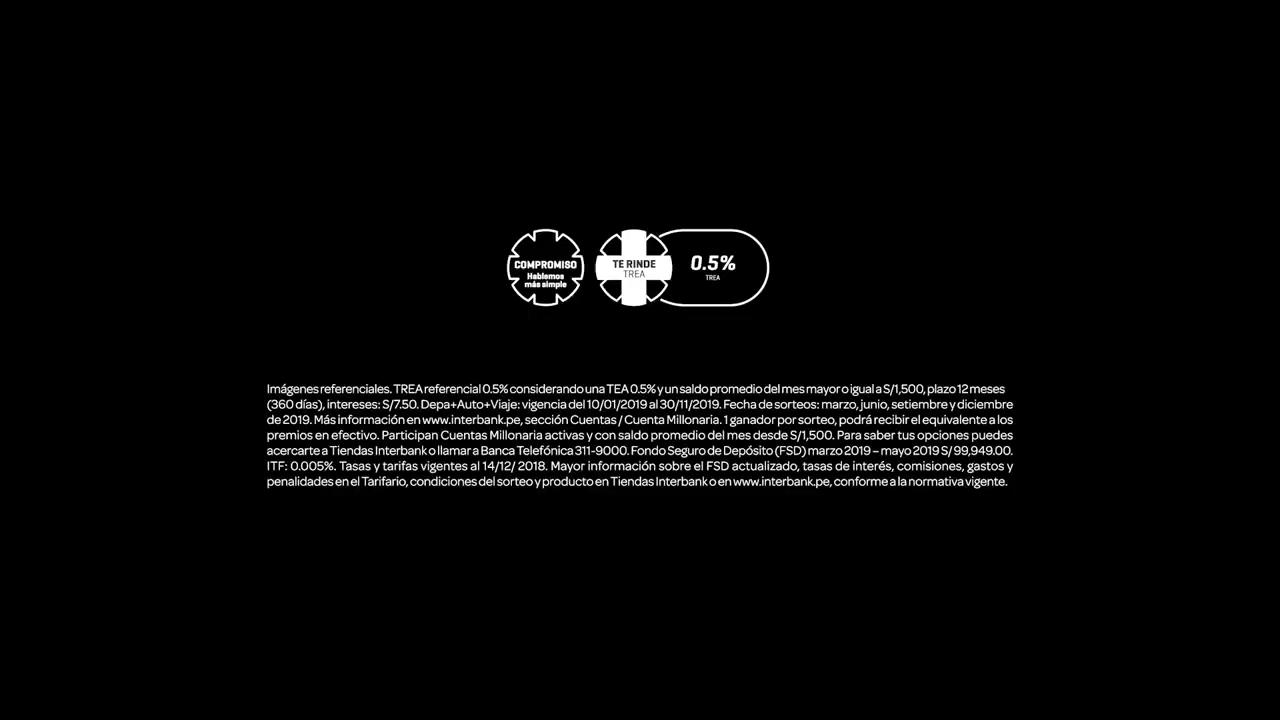 COMPROMISO
Hablemos
más simple
TE RINDE
TREA
0.5%
TREA
Imágenes referenciales. TREA referencial 0.5% considerando una TEA 0.5% y un saldo promedio del mes mayor o igual a S/1,500, plazo 12 meses
(360 días), intereses: S/7.50. Depa+Auto+Viaje: vigencia del 10/01/2019 al 30/11/2019. Fecha de sorteos: marzo, junio, setiembre y diciembre
de 2019. Más información en www.interbank.pe, sección Cuentas / Cuenta Millonaria. 1 ganador por sorteo, podrá recibir el equivalente a los
premios en efectivo. Participan Cuentas Millonaria activas y con saldo promedio del mes desde S/1,500. Para saber tus opciones puedes
acercarte a Tiendas Interbank o llamar a Banca Telefónica 311-9000. Fondo Seguro de Depósito (FSD) marzo 2019 – mayo 2019 S/ 99,949.00.
ITF: 0.005%. Tasas y tarifas vigentes al 14/12/ 2018. Mayor información sobre el FSD actualizado, tasas de interés, comisiones, gastos y
penalidades en el Tarifario, condiciones del sorteo y producto en Tiendas Interbank o en www.interbank.pe, conforme a la normativa vigente.